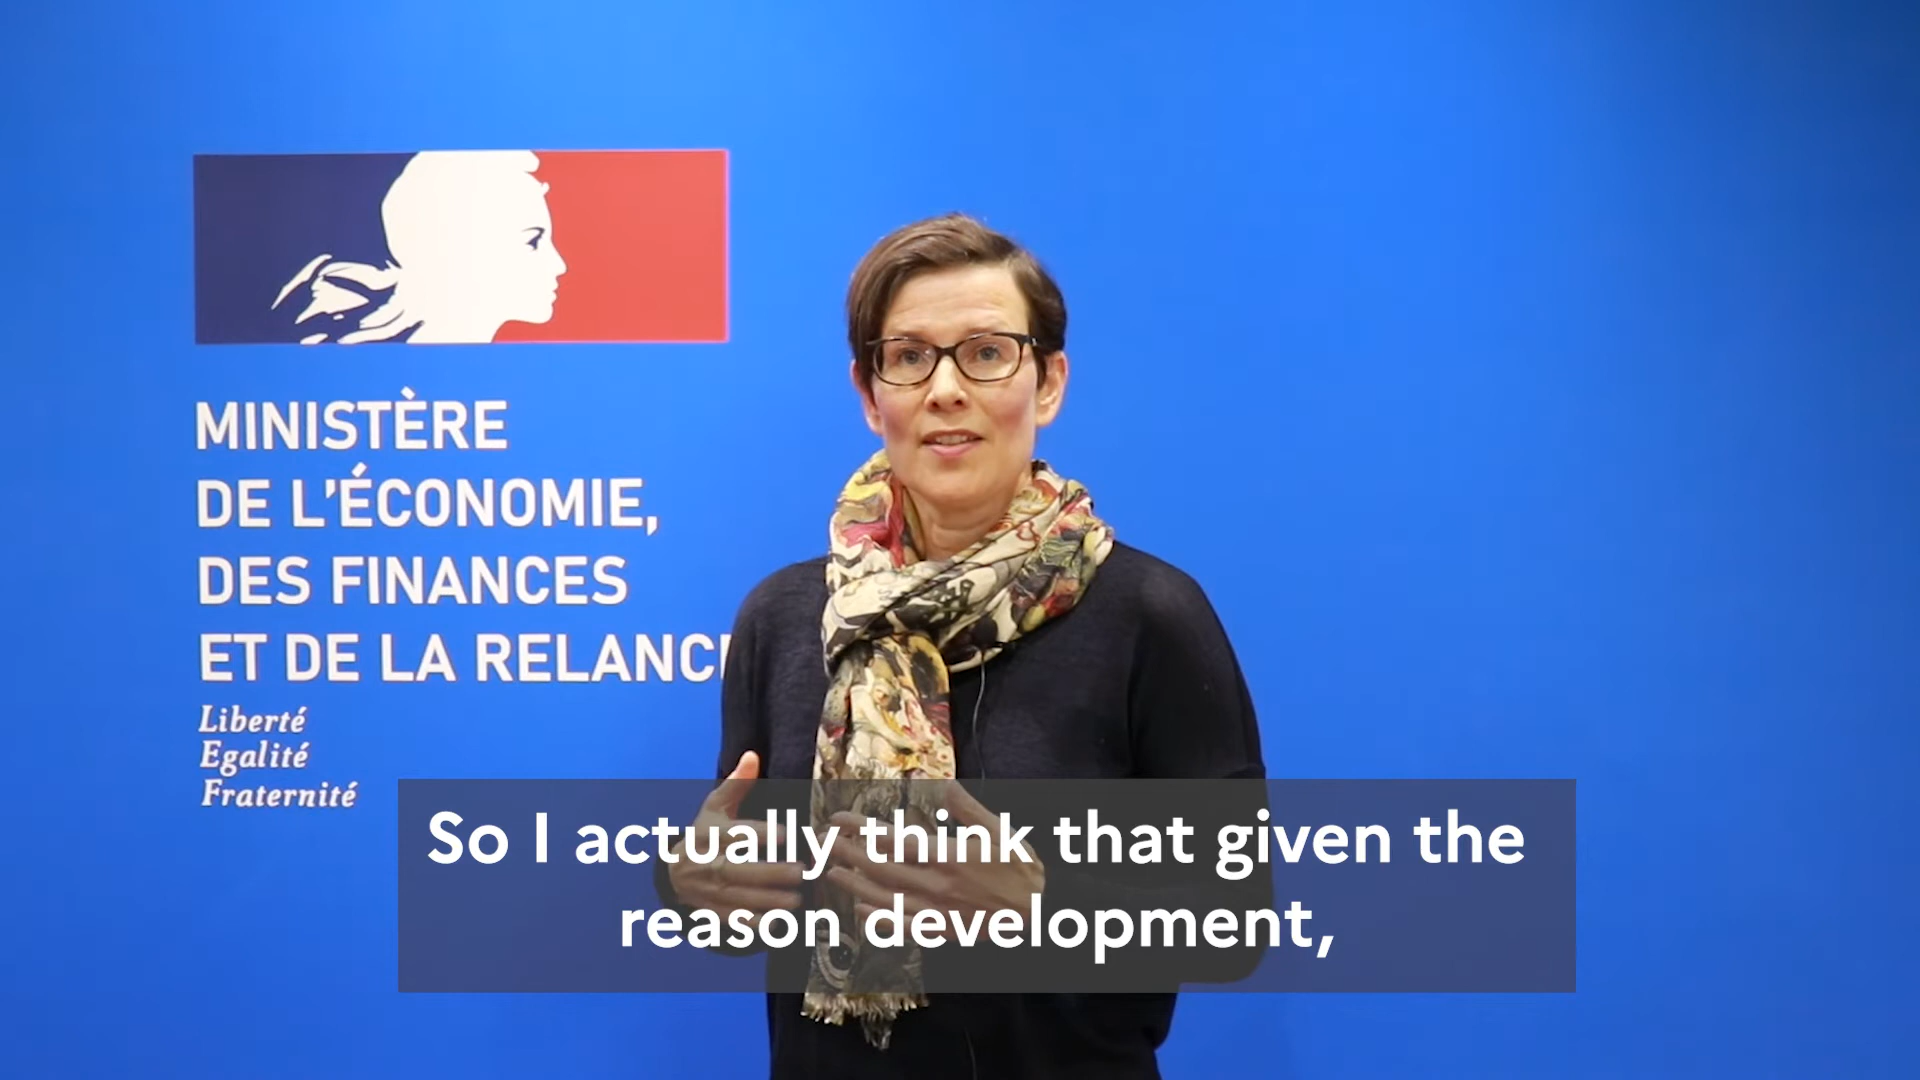 MINISTÈRE
DE L'ÉCONOMIE,
DES FINANCES
ET DE LA RELANC
Liberté
Egalité
Fraternité
So I actually think that given the
reason development,